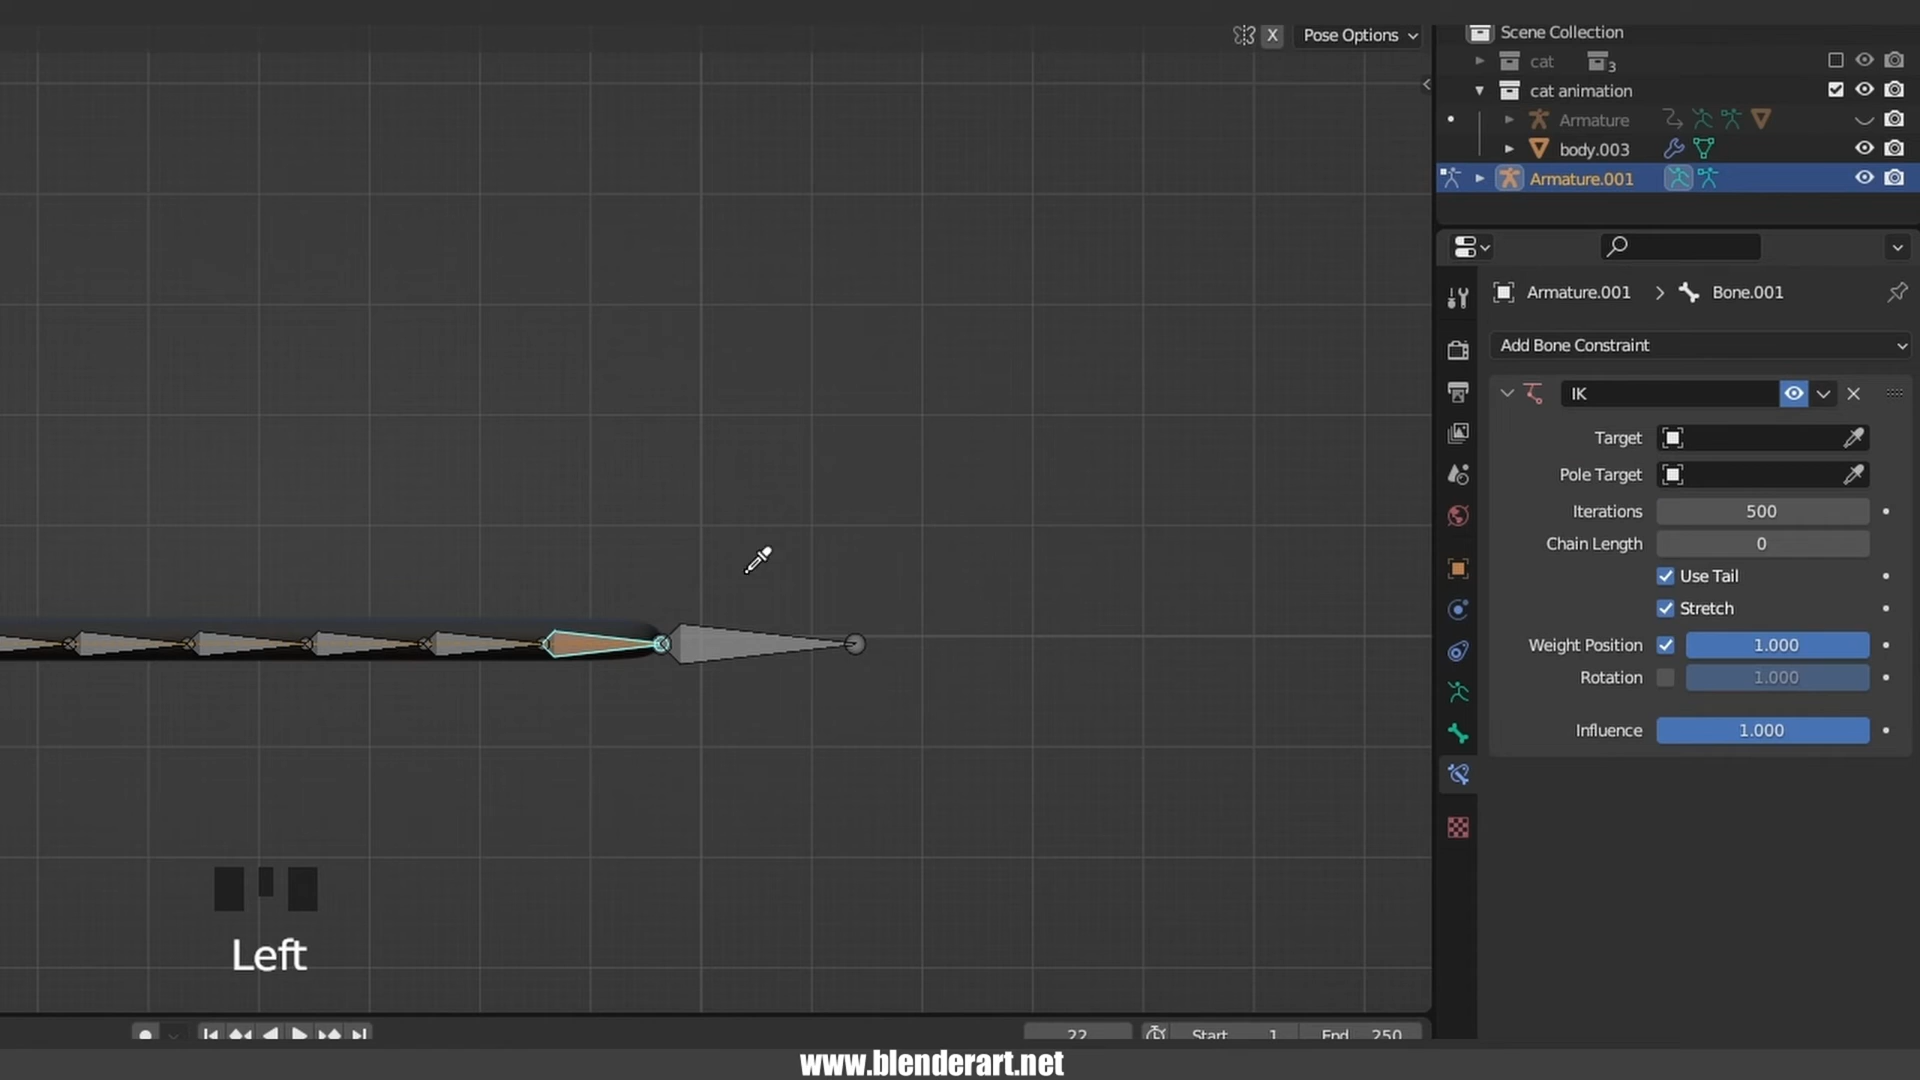 Pose Options
Scene Collection
cat
3
cat animation
Armature
body.003
Armature.001
Armature.001
Bone.001
Add Bone Constraint
IK
Target
Pole Target
Iterations
500
Chain Length
0
Use Tail
Stretch
Weight Position
1.000
Rotation
1.000
Influence
1.000
Left
22
Start
1
End
250
www.blenderart.net